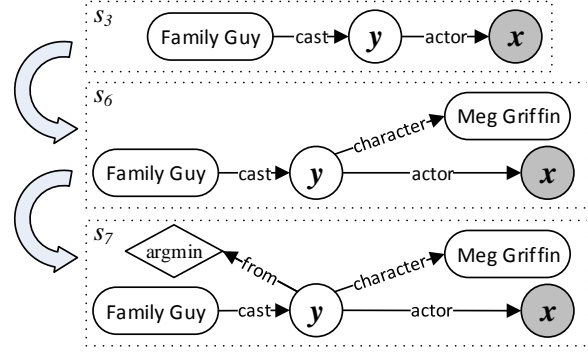 s3
Family Guy cast y actor x
s6
Meg Griffin
character
Family Guy cast y actor x
s7
argmin Meg Griffin
from character
Family Guy cast y actor x